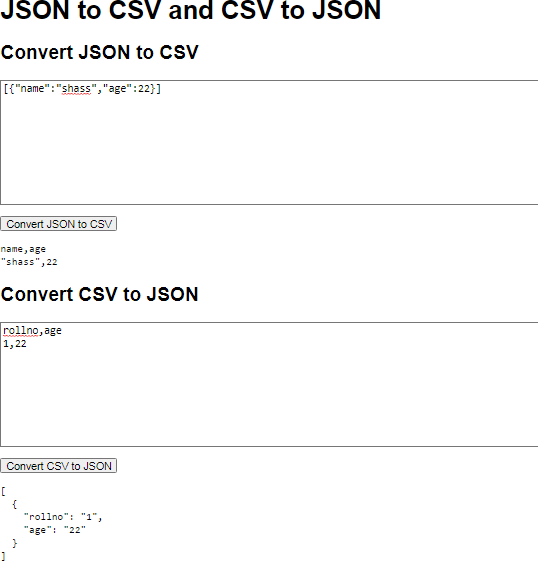 JSON to CSV and CSV to JSON
Convert JSON to CSV
[{"name":"shass","age":22}]
Convert JSON to CSV
name,age
"shass",22
Convert CSV to JSON
rollno,age
1,22
Convert CSV to JSON
[
  {
    "rollno": "1",
    "age": "22"
  }
]